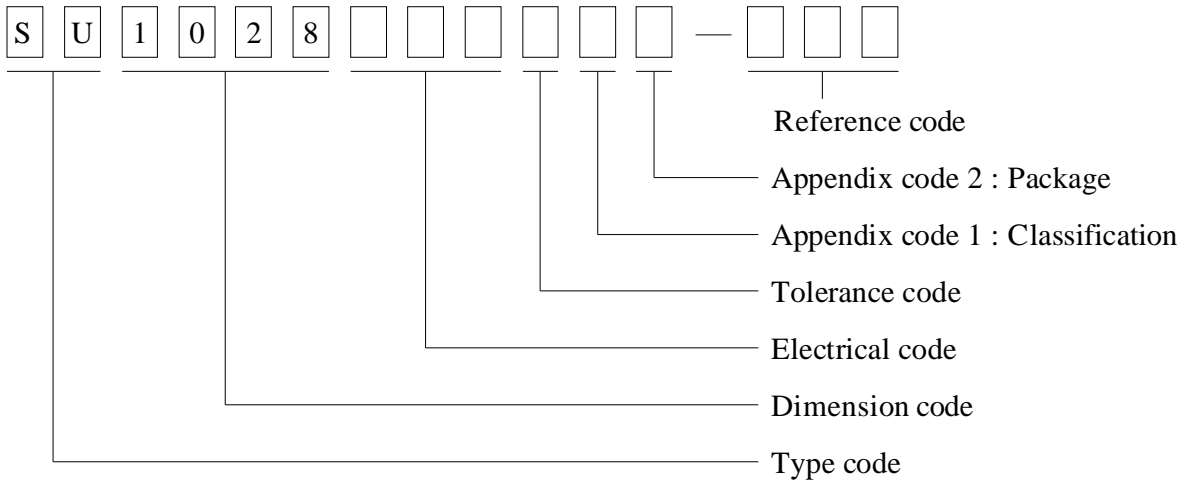 S U 1 0 2 8 —
Reference code
Appendix code 2 : Package
Appendix code 1 : Classification
Tolerance code
Electrical code
Dimension code
Type code